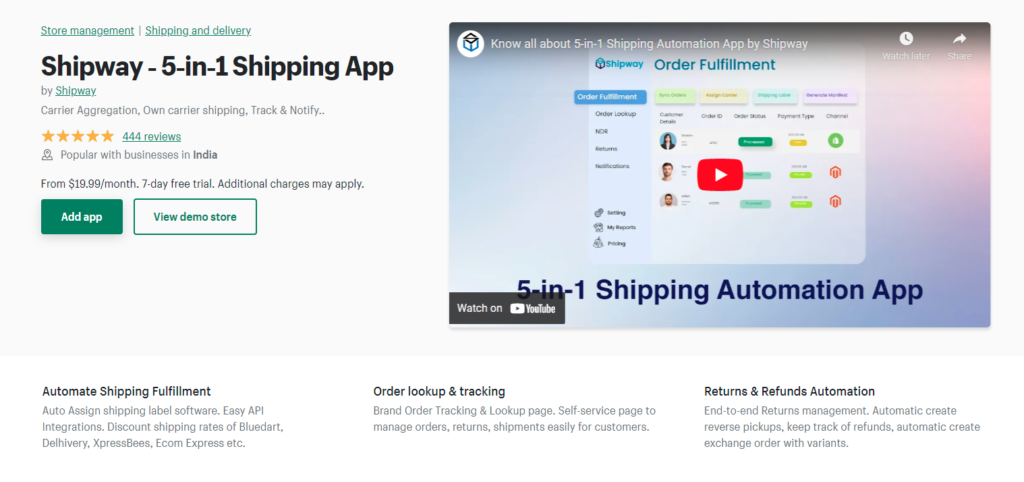 Store management | Shipping and delivery
Shipway - 5-in-1 Shipping App
by Shipway
Carrier Aggregation, Own carrier shipping, Track & Notify..
444 reviews
Popular with businesses in India
From $19.99/month. 7-day free trial. Additional charges may apply.
Add app
View demo store
Know all about 5-in-1 Shipping Automation App by Shipway
Watch later
Share
Shipway
Order Fulfillment
Order Fulfillment
Sync Orders
Assign Carrier
Shipping Label
Generate Manifest
Order Lookup
Customer Details
Order ID
Order Status
Payment Type
Channel
NDR
Returns
Notifications
Processed
Setting
My Reports
Pricing
5-in-1 Shipping Automation App
Watch on YouTube
Automate Shipping Fulfillment
Auto Assign shipping label software. Easy API
Integrations. Discount shipping rates of Bluedart,
Delhivery, XpressBees, Ecom Express etc.
Order lookup & tracking
Brand Order Tracking & Lookup page. Self-service page to
manage orders, returns, shipments easily for customers.
Returns & Refunds Automation
End-to-end Returns management. Automatic create
reverse pickups, keep track of refunds, automatic create
exchange order with variants.